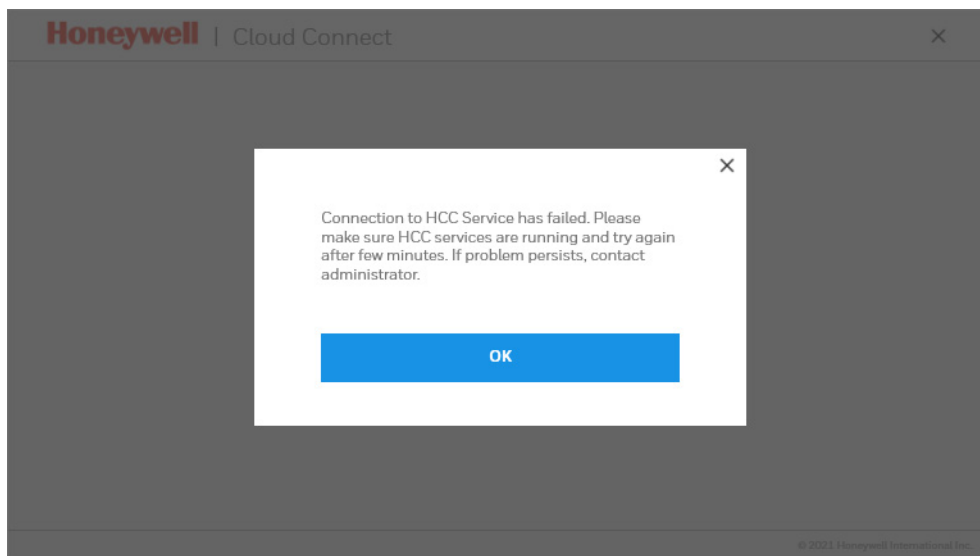 Honeywell | Cloud Connect
Connection to HCC Service has failed. Please
make sure HCC services are running and try again
after few minutes. If problem persists, contact
administrator.
OK
© 2021 Honeywell International Inc.